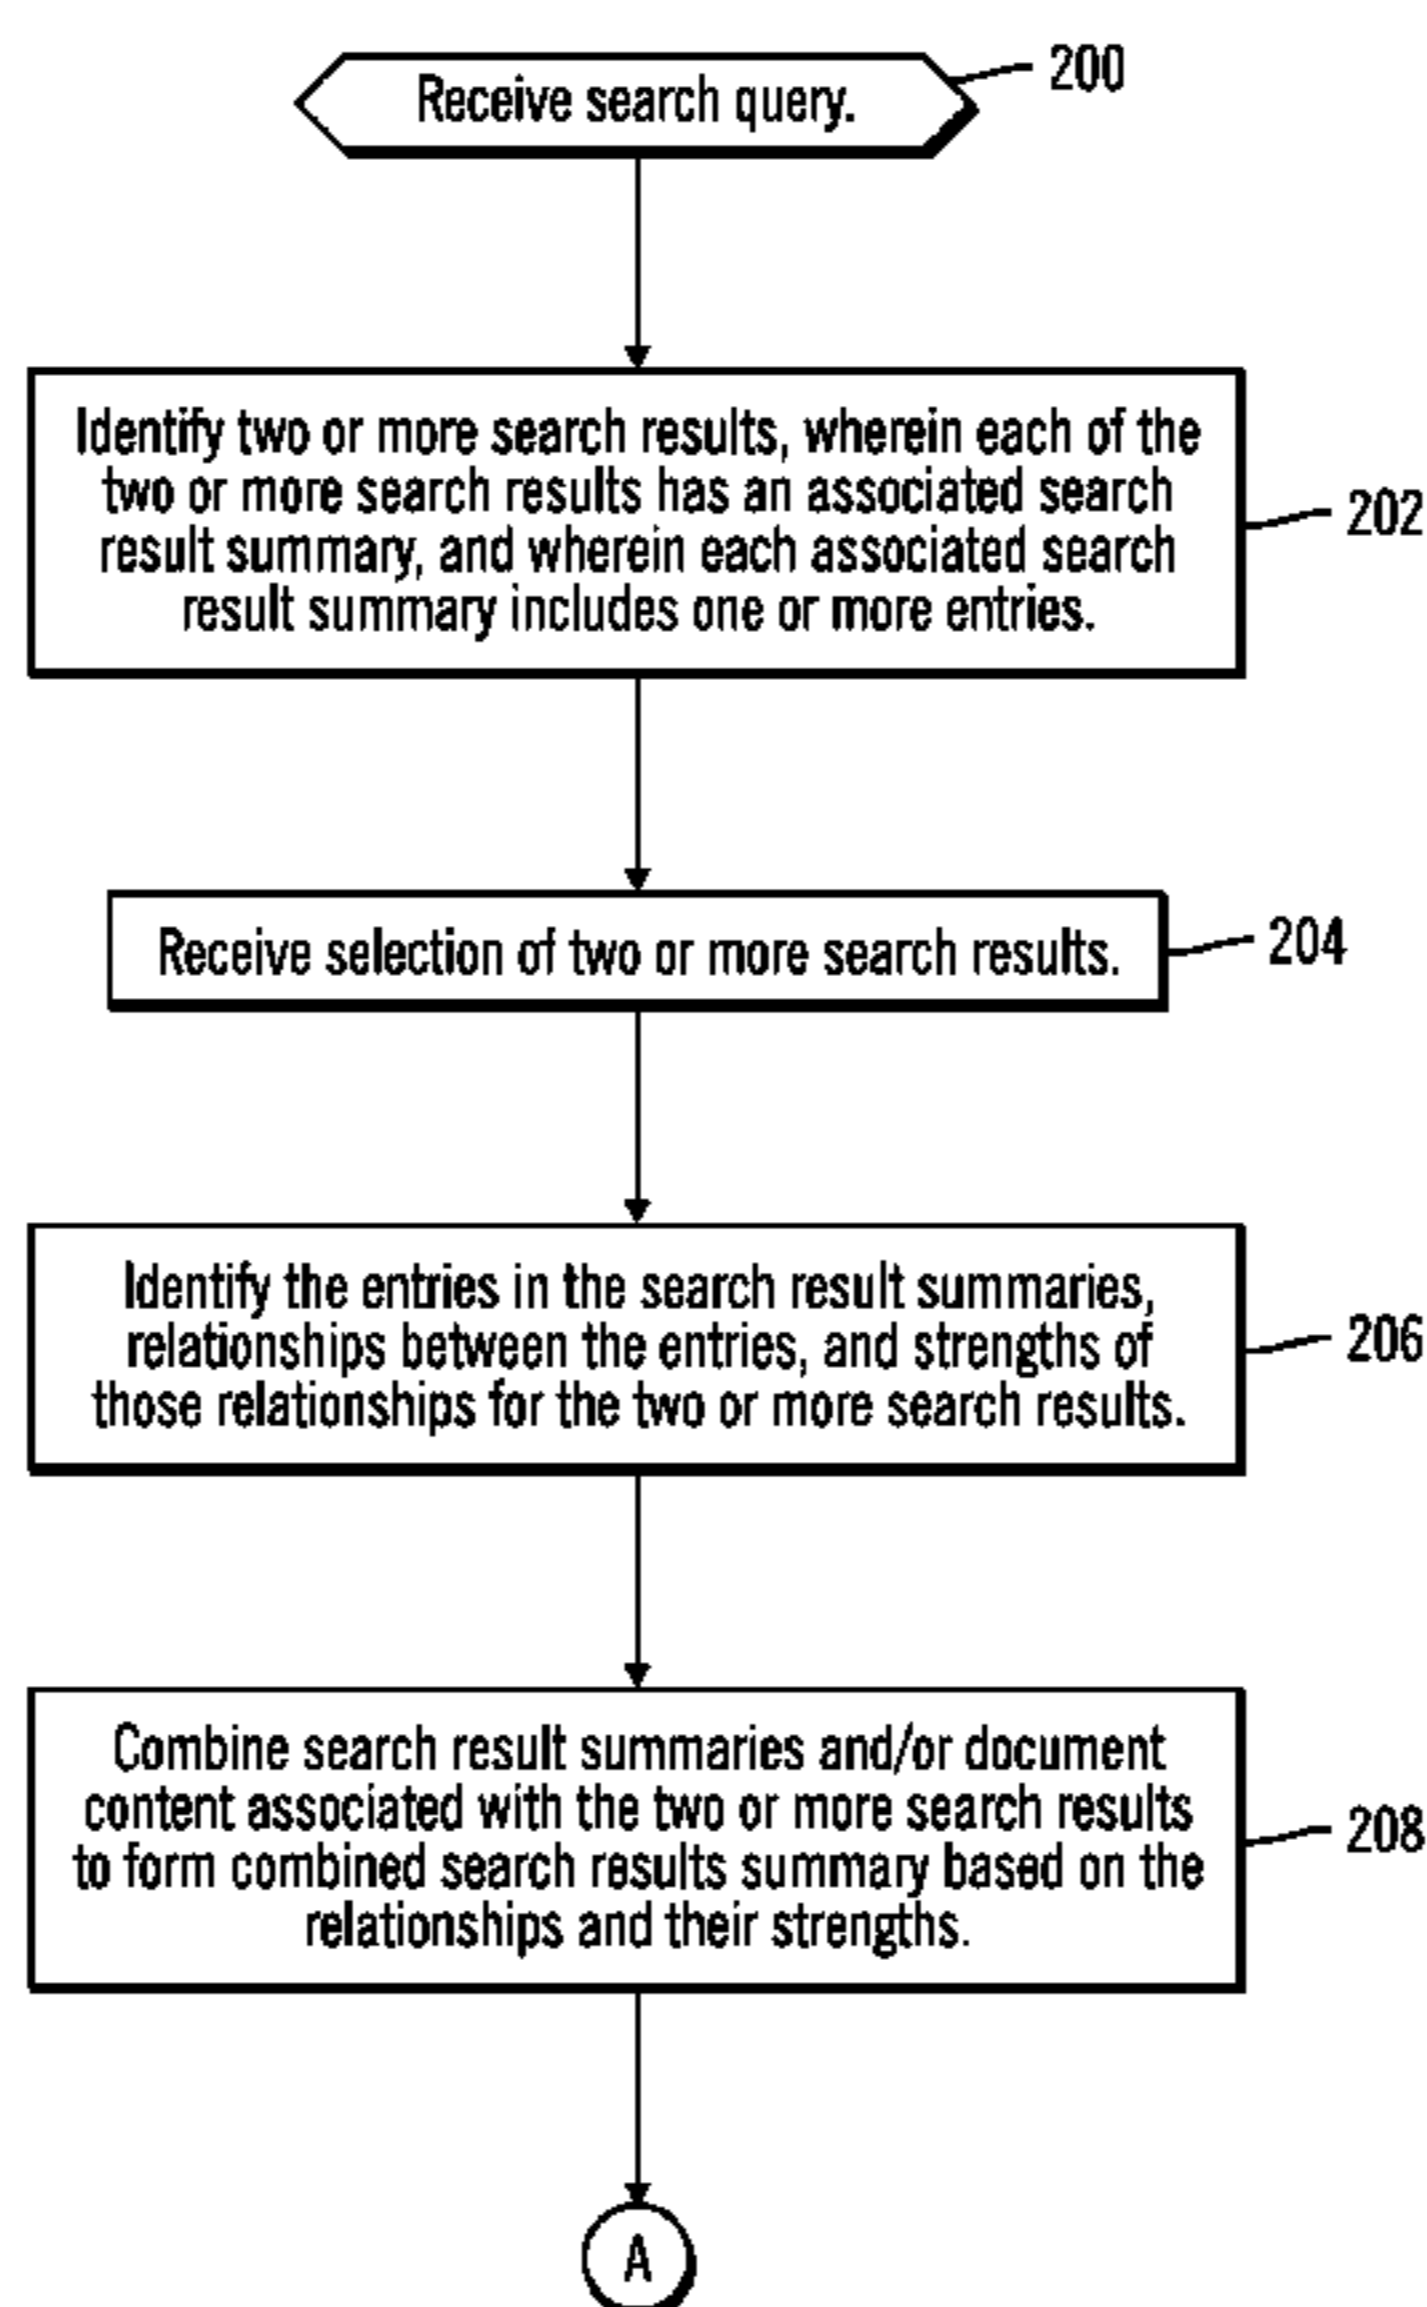 Receive search query.
200
Identify two or more search results, wherein each of the
two or more search results has an associated search
result summary, and wherein each associated search
result summary includes one or more entries.
202
Receive selection of two or more search results.
204
Identify the entries in the search result summaries,
relationships between the entries, and strengths of
those relationships for the two or more search results.
206
Combine search result summaries and/or document
content associated with the two or more search results
to form combined search results summary based on the
relationships and their strengths.
208
A